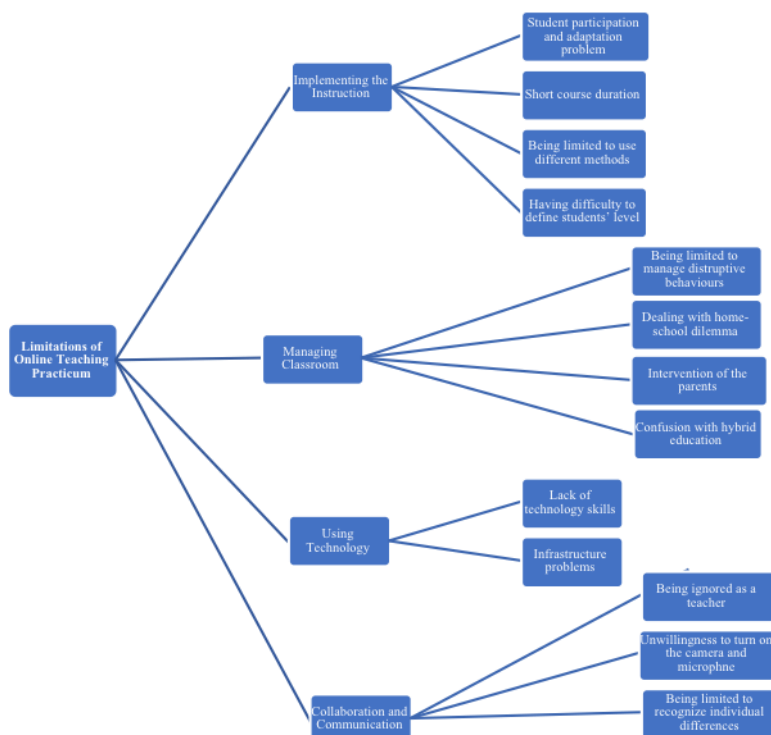 Student participation
and adaptation
problem
Implementing the
Instruction
Short course duration
Being limited to use
different methods
Having difficulty to
define students' level
Being limited to
manage disruptive
behaviours
Limitations of
Online Teaching
Practicum
Managing
Classroom
Dealing with home-
school dilemma
Intervention of the
parents
Confusion with hybrid
education
Using
Technology
Lack of
technology skills
Infrastructure
problems
Collaboration and
Communication
Being ignored as a
teacher
Unwillingness to turn on
the camera and
microphne
Being limited to
recognize individual
differences